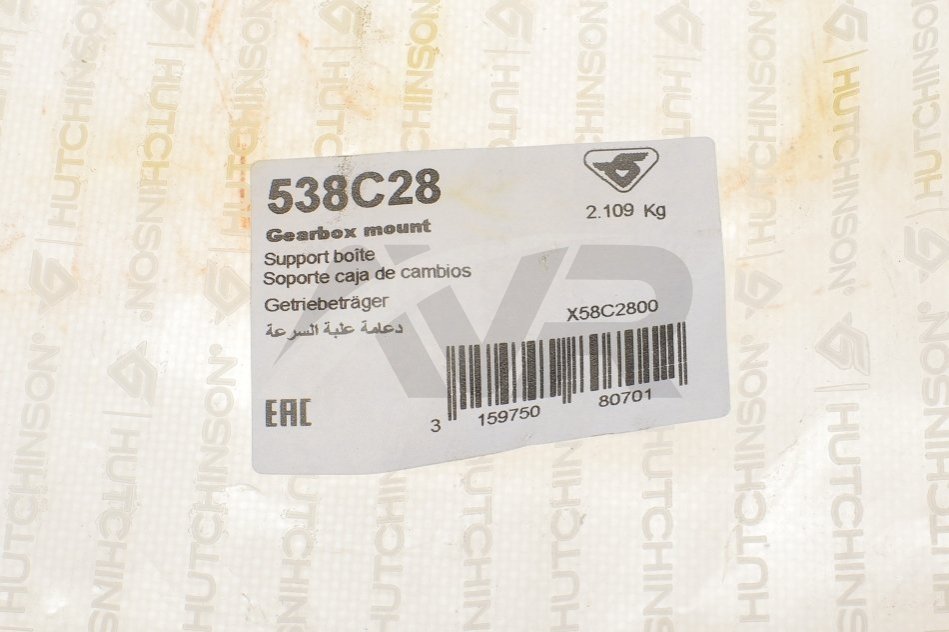 538C28
2.109 Kg
Gearbox mount
Support boîte
Soporte caja de cambios
Getriebeträger
دعامة علبة السرعة
X58C2800
EAC
3 159750 80701
AVR
HUTCHINSON